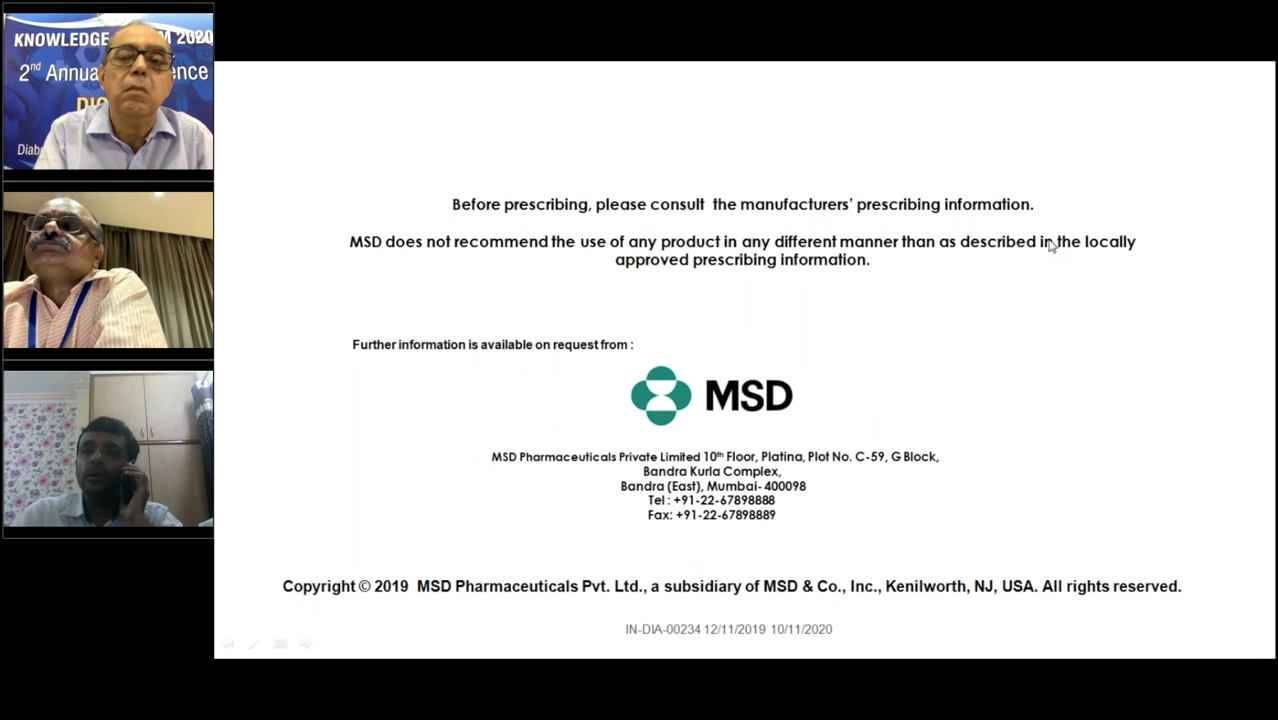 KNOWLEDGE 2020
2nd Annual
Before prescribing, please consult the manufacturers' prescribing information.
MSD does not recommend the use of any product in any different manner than as described in the locally
approved prescribing information.
Further information is available on request from :
MSD
MSD Pharmaceuticals Private Limited 10th Floor, Platina, Plot No. C-59, G Block,
Bandra Kurla Complex,
Bandra (East), Mumbai- 400098
Tel : +91-22-67898888
Fax: +91-22-67898889
Copyright © 2019 MSD Pharmaceuticals Pvt. Ltd., a subsidiary of MSD & Co., Inc., Kenilworth, NJ, USA. All rights reserved.
IN-DIA-00234 12/11/2019 10/11/2020